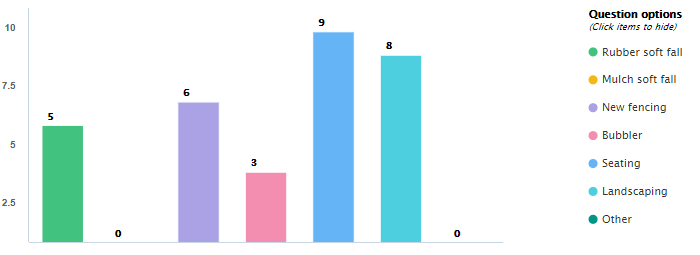 10
7.5
5
2.5
5
0
6
3
9
8
0
Question options
(Click items to hide)
Rubber soft fall
Mulch soft fall
New fencing
Bubbler
Seating
Landscaping
Other